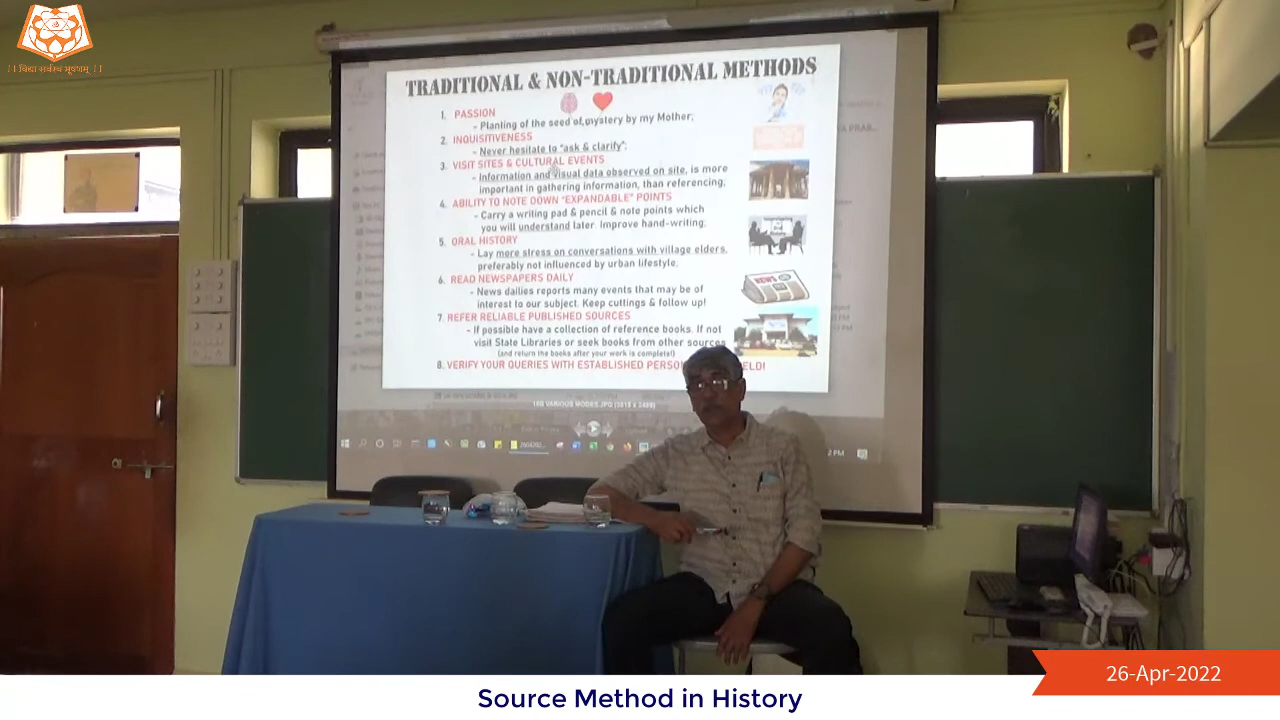 ।। विद्या सर्वस्य भूषणम् ।।
TRADITIONAL & NON-TRADITIONAL METHODS
1. PASSION
- Planting of the seed of mystery by my Mother;
2. INQUISITIVENESS
- Never hesitate to "ask & clarify";
3. VISIT SITES & CULTURAL EVENTS
- Information and visual data observed on site, is more
important in gathering information, than referencing;
4. ABILITY TO NOTE DOWN "EXPANDABLE" POINTS
- Carry a writing pad & pencil & note points which
you will understand later. Improve hand-writing;
5. ORAL HISTORY
- Lay more stress on conversations with village elders,
preferably not influenced by urban lifestyle;
6. READ NEWSPAPERS DAILY
- News dailies reports many events that may be of
interest to our subject. Keep cuttings & follow up!
NEWS
7. REFER RELIABLE PUBLISHED SOURCES
- If possible have a collection of reference books. If not
visit State Libraries or seek books from other sources
(and return the books after your work is complete!)
8. VERIFY YOUR QUERIES WITH ESTABLISHED
2 PM
26-Apr-2022
Source Method in History